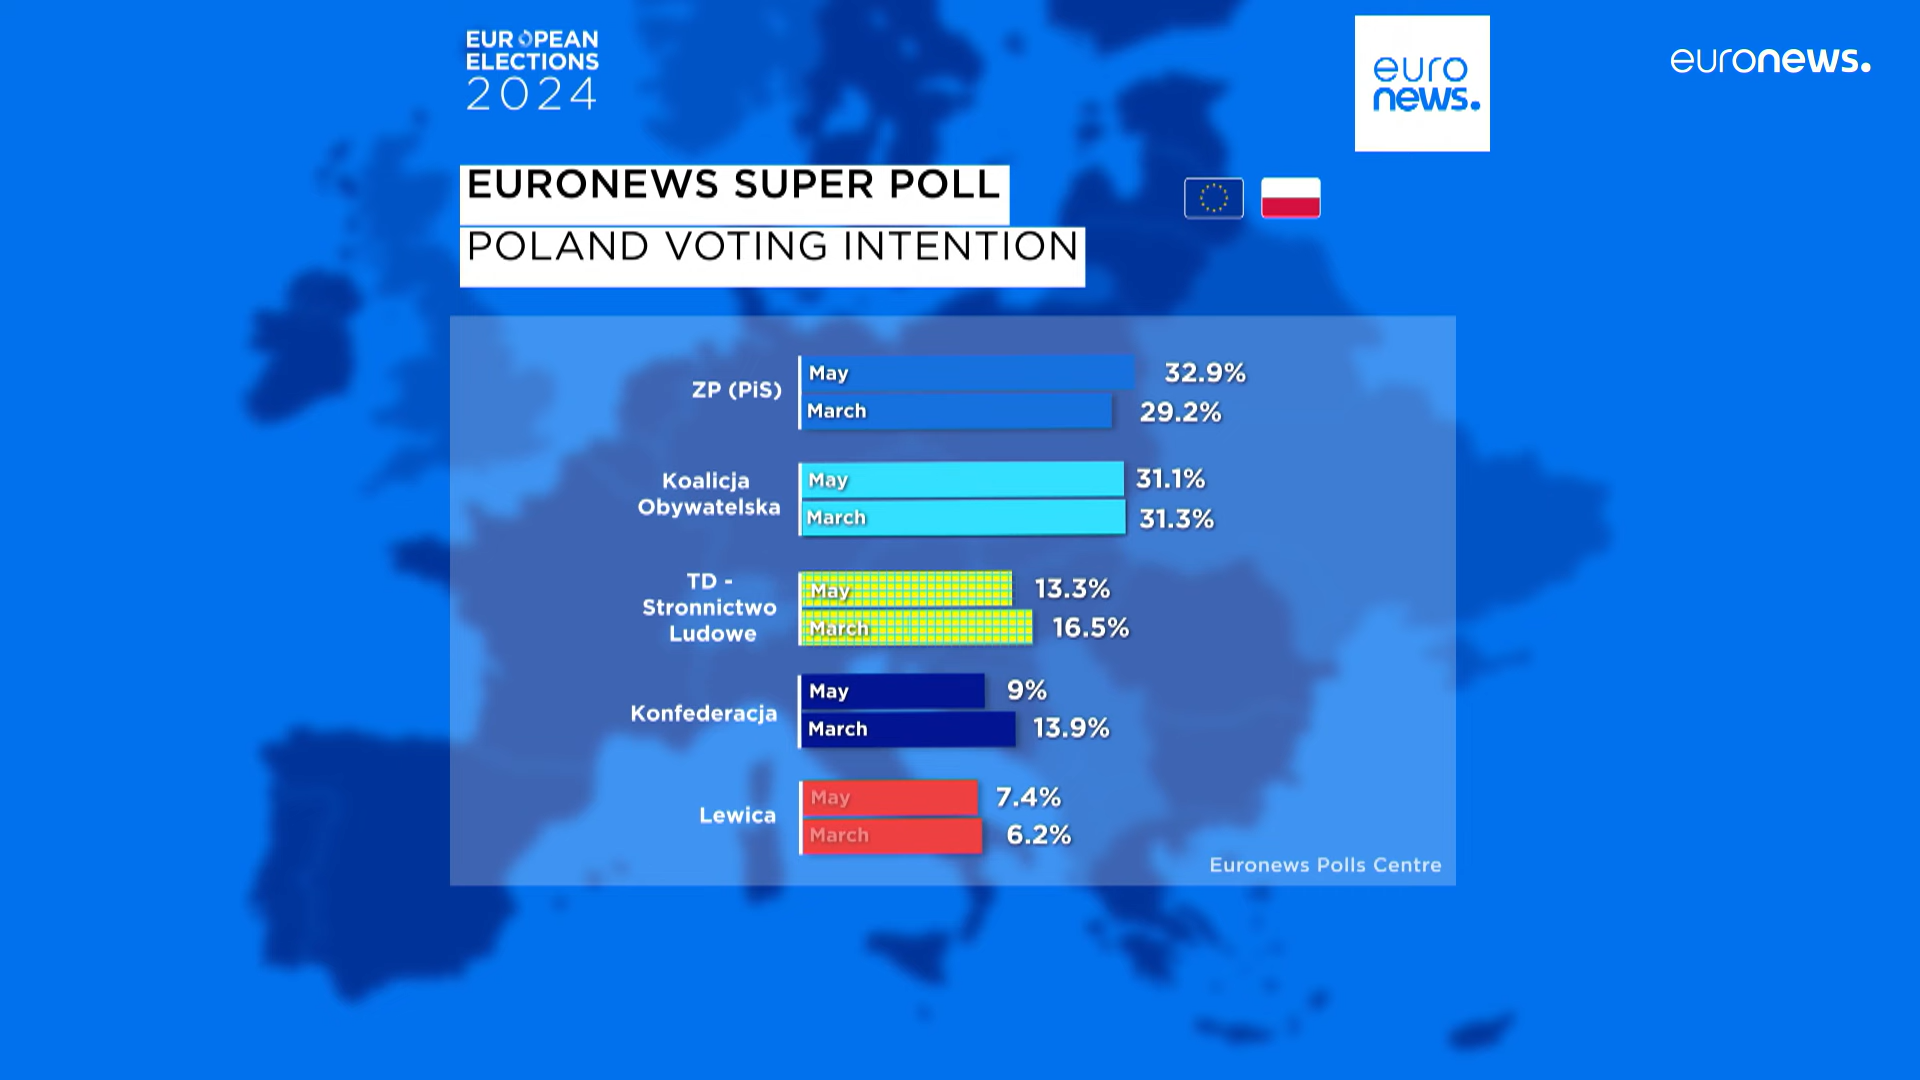 EUROPEAN
ELECTIONS
2024
euro
news.
euronews.
EURONEWS SUPER POLL
POLAND VOTING INTENTION
ZP (PiS)
May
32.9%
March
29.2%
Koalicja
Obywatelska
May
31.1%
March
31.3%
TD -
Stronnictwo
Ludowe
May
13.3%
March
16.5%
Konfederacja
May
9%
March
13.9%
Lewica
May
7.4%
March
6.2%
Euronews Polls Centre